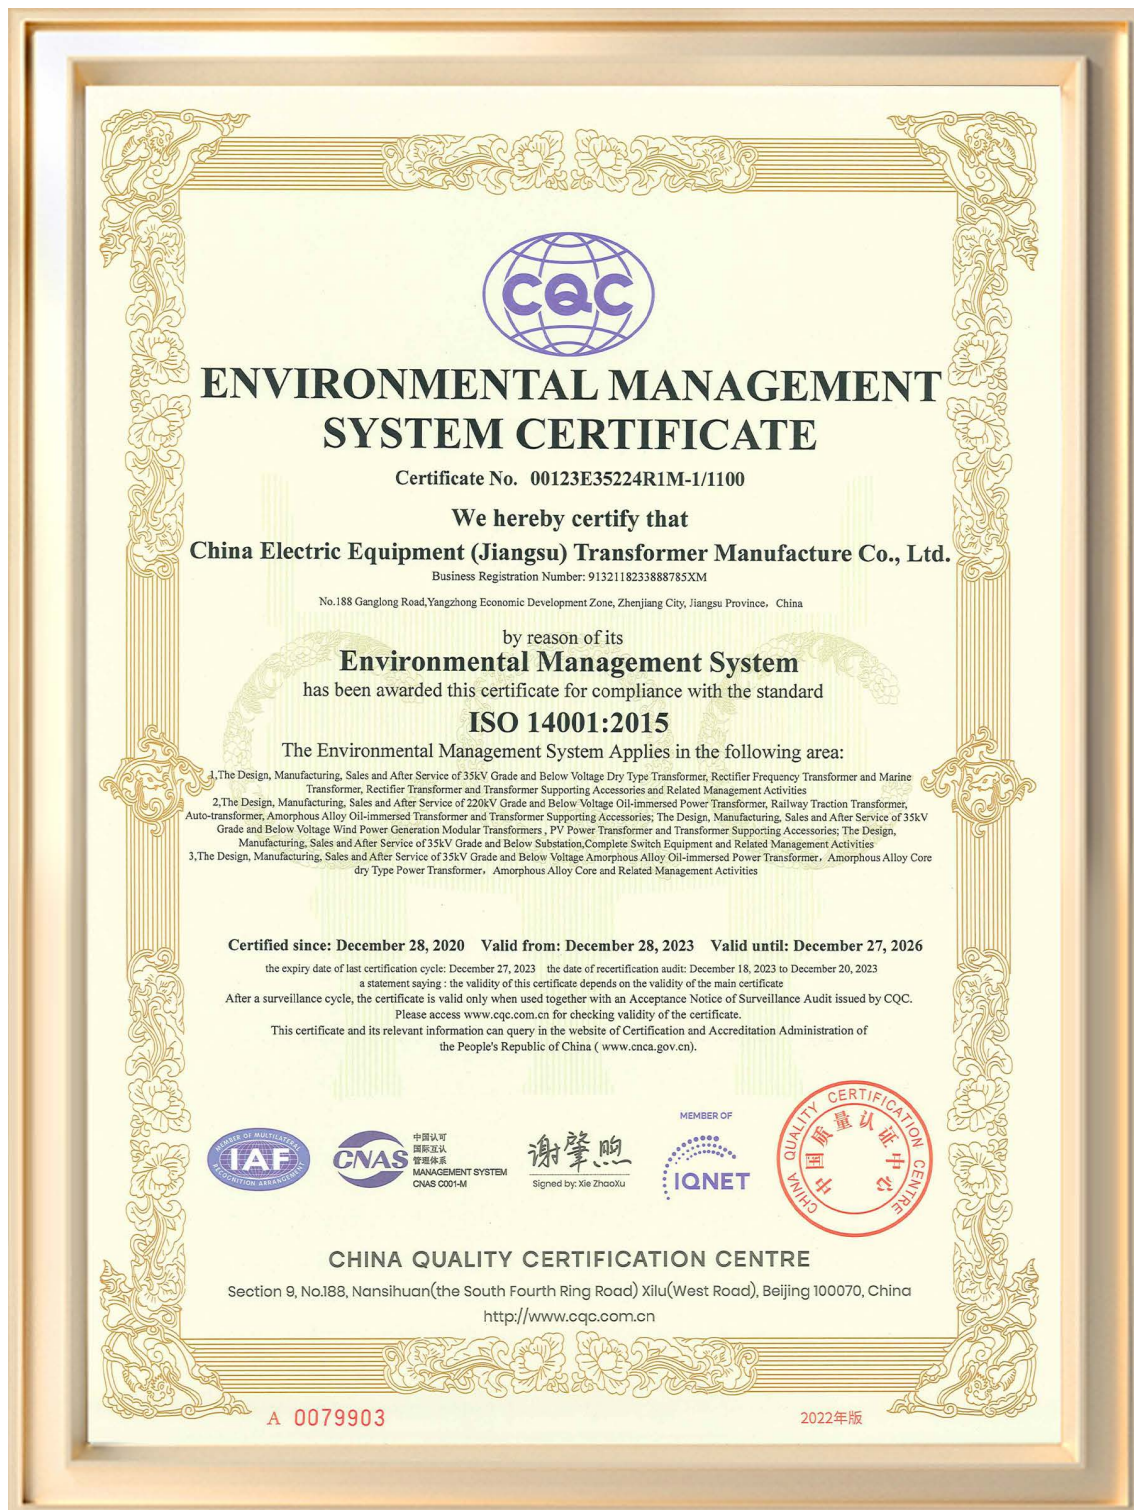 CQC
ENVIRONMENTAL MANAGEMENT
SYSTEM CERTIFICATE
Certificate No. 00123E35224R1M-1/1100
We hereby certify that
China Electric Equipment (Jiangsu) Transformer Manufacture Co., Ltd.
Business Registration Number: 9132118233888785XM
No.188 Ganglong Road,Yangzhong Economic Development Zone, Zhenjiang City, Jiangsu Province, China
by reason of its
Environmental Management System
has been awarded this certificate for compliance with the standard
ISO 14001:2015
The Environmental Management System Applies in the following area:
1,The Design, Manufacturing, Sales and After Service of 35kV Grade and Below Voltage Dry Type Transformer, Rectifier Frequency Transformer and Marine
Transformer, Rectifier Transformer and Transformer Supporting Accessories and Related Management Activities
2,The Design, Manufacturing, Sales and After Service of 220kV Grade and Below Voltage Oil-immersed Power Transformer, Railway Traction Transformer,
Auto-transformer, Amorphous Alloy Oil-immersed Transformer and Transformer Supporting Accessories; The Design, Manufacturing, Sales and After Service of 35kV
Grade and Below Voltage Wind Power Generation Modular Transformers , PV Power Transformer and Transformer Supporting Accessories; The Design,
Manufacturing, Sales and After Service of 35kV Grade and Below Substation,Complete Switch Equipment and Related Management Activities
3,The Design, Manufacturing, Sales and After Service of 35kV Grade and Below Voltage Amorphous Alloy Oil-immersed Power Transformer, Amorphous Alloy Core
dry Type Power Transformer, Amorphous Alloy Core and Related Management Activities
Certified since: December 28, 2020 Valid from: December 28, 2023 Valid until: December 27, 2026
the expiry date of last certification cycle: December 27, 2023 the date of recertification audit: December 18, 2023 to December 20, 2023
a statement saying : the validity of this certificate depends on the validity of the main certificate
After a surveillance cycle, the certificate is valid only when used together with an Acceptance Notice of Surveillance Audit issued by CQC.
Please access www.cqc.com.cn for checking validity of the certificate.
This certificate and its relevant information can query in the website of Certification and Accreditation Administration of
the People's Republic of China ( www.cnca.gov.cn).
MEMBER OF MULTILATERAL
IAF
RECOGNITION ARRANGEMENT
CNAS
中国认可
国际互认
管理体系
MANAGEMENT SYSTEM
CNAS C001-M
谢肇煦
Signed by: Xie ZhaoXu
MEMBER OF
IQNET
CHINA QUALITY CERTIFICATION CENTRE
中国质量认证中心
CHINA QUALITY CERTIFICATION CENTRE
Section 9, No.188, Nansihuan(the South Fourth Ring Road) Xilu(West Road), Beijing 100070, China
http://www.cqc.com.cn
A 0079903
2022年版